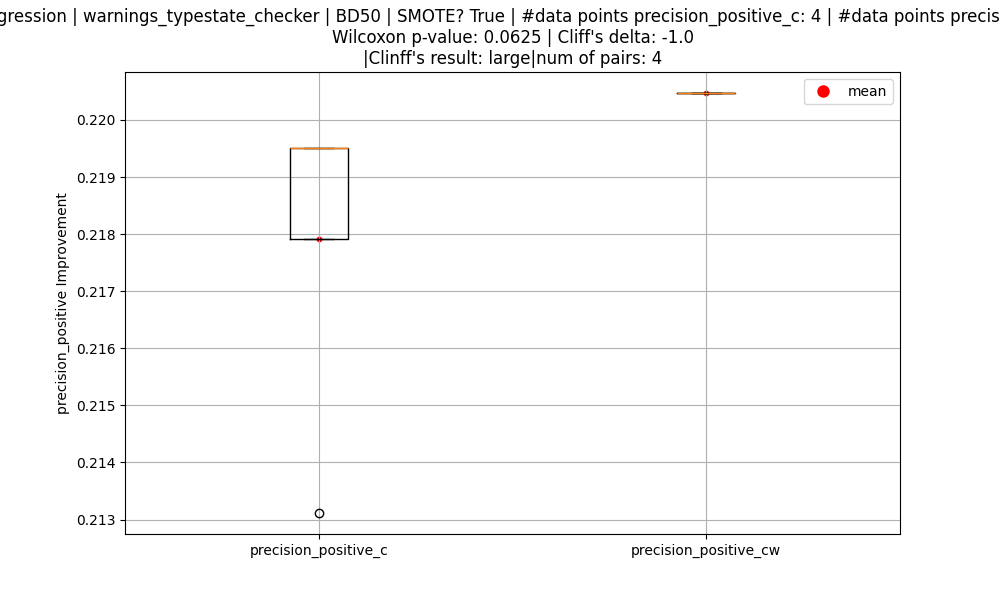 gression | warnings_typestate_checker | BD50 | SMOTE? True | #data points precision_positive_c: 4 | #data points precis
Wilcoxon p-value: 0.0625 | Cliff's delta: -1.0
|Clinff's result: large|num of pairs: 4
mean
0.220
0.219
0.218
0.217
0.216
0.215
0.214
0.213
precision_positive Improvement
precision_positive_c
precision_positive_cw